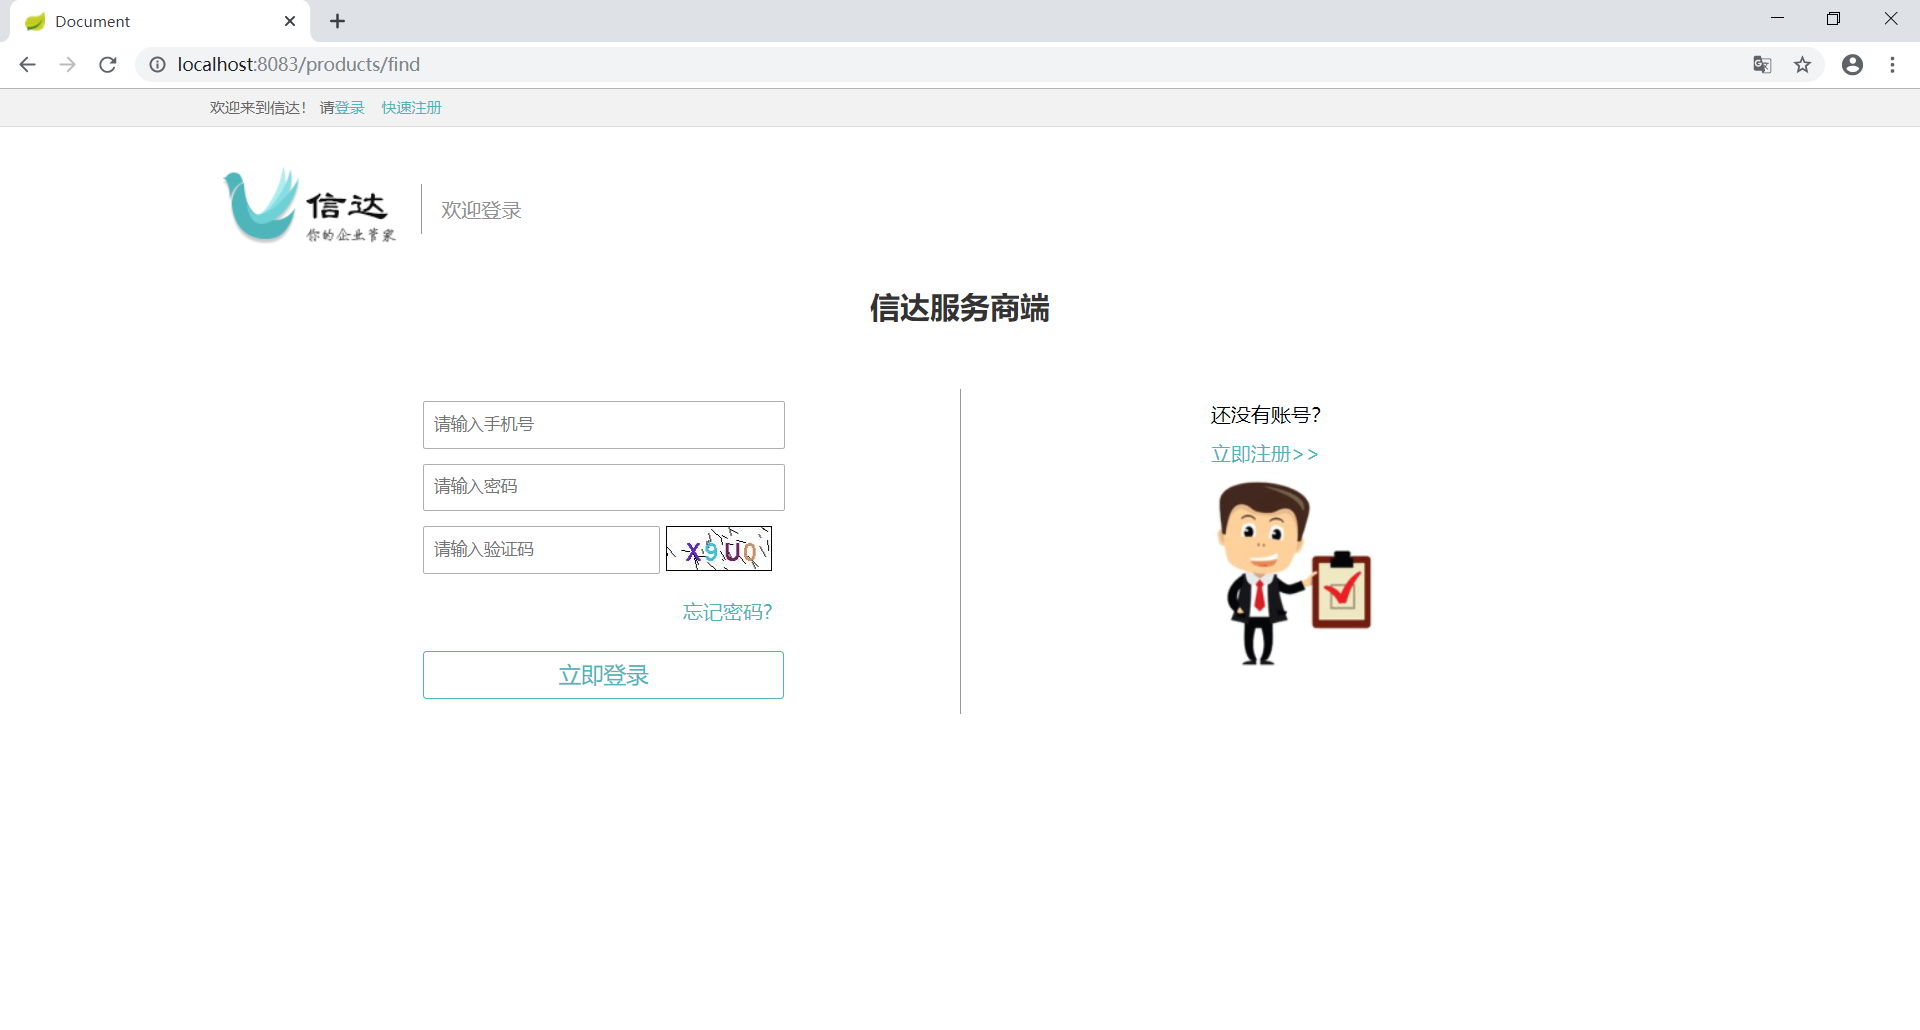 Document
localhost:8083/products/find
欢迎来到信达! 请登录 快速注册
信达
你的企业管家
欢迎登录
信达服务商端
请输入手机号
请输入密码
请输入验证码
X9U0
忘记密码?
立即登录
还没有账号?
立即注册>>